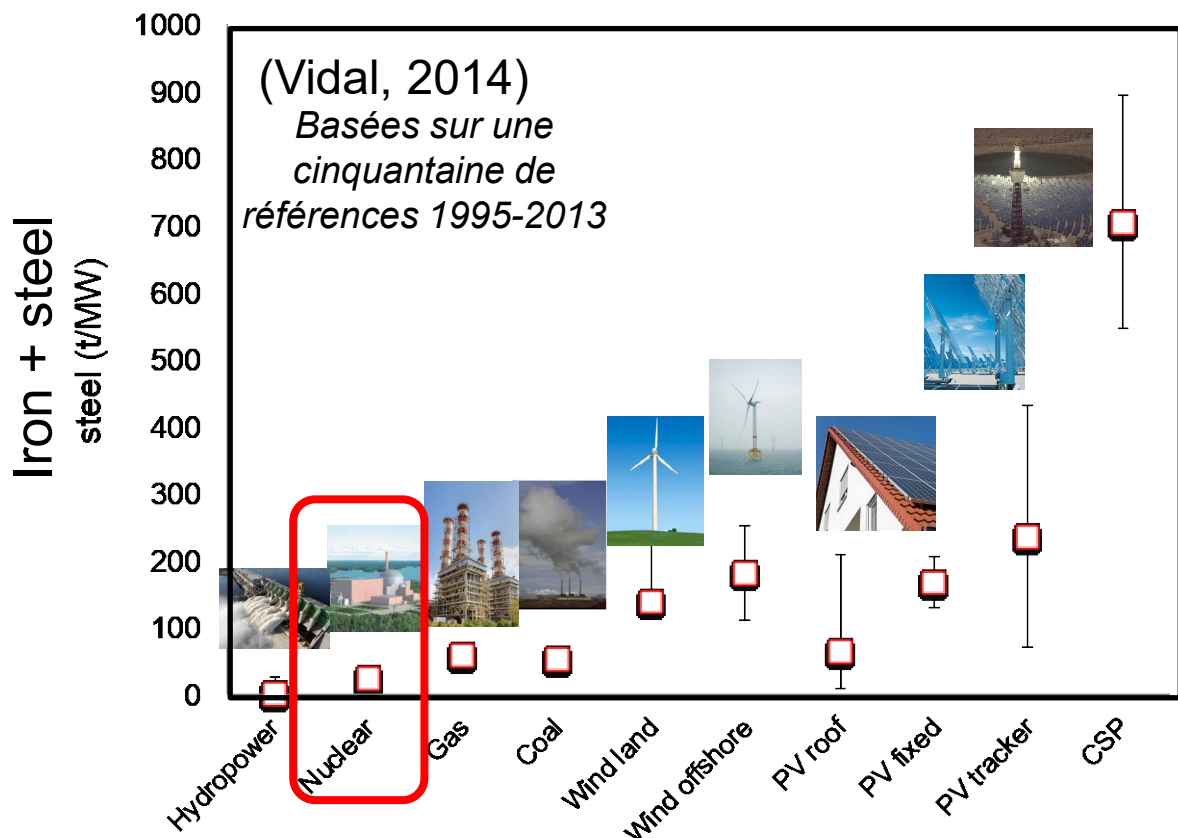 1000
900
800
700
600
500
400
300
200
100
0
Iron + steel
steel (t/MW)
(Vidal, 2014)
Basées sur une
cinquantaine de
références 1995-2013
Hydropower
Nuclear
Gas
Coal
Wind land
Wind offshore
PV roof
PV fixed
PV tracker
CSP